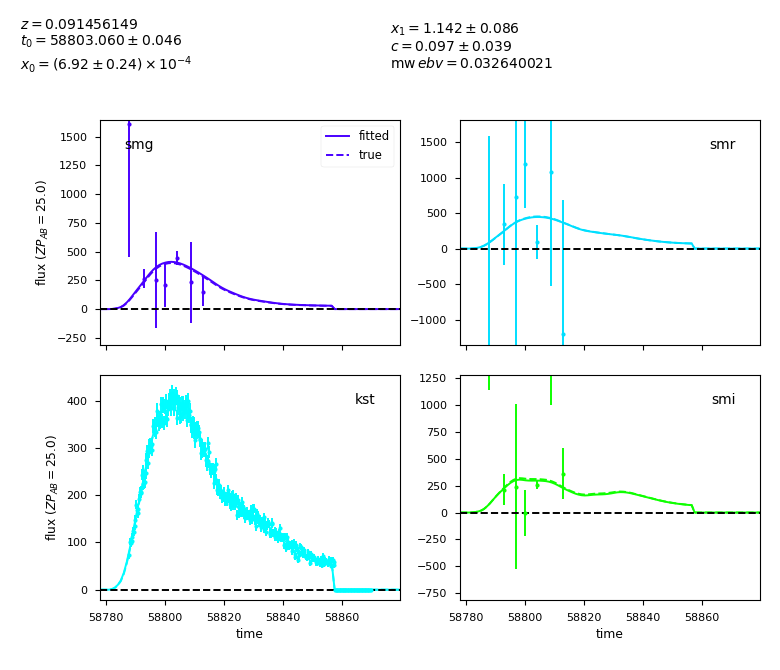 z = 0.091456149
t₀ = 58803.060 ± 0.046
x₀ = (6.92 ± 0.24) × 10⁻⁴
x₁ = 1.142 ± 0.086
c = 0.097 ± 0.039
mw ebv = 0.032640021
smg
fitted
true
1500
1250
1000
750
500
250
0
−250
flux (ZP_AB = 25.0)
smr
1500
1000
500
0
−500
−1000
kst
400
300
200
100
0
flux (ZP_AB = 25.0)
58780 58800 58820 58840 58860
time
smi
1250
1000
750
500
250
0
−250
−500
−750
58780 58800 58820 58840 58860
time